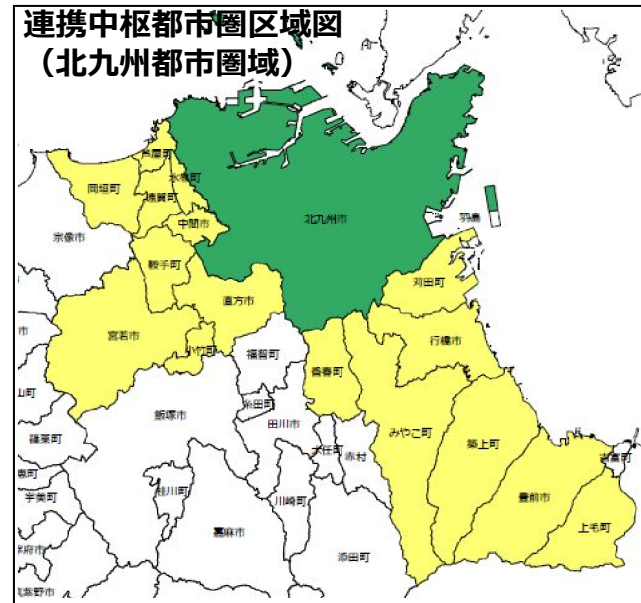 連携中枢都市圏区域図
（北九州都市圏域）
芦屋町
水巻町
岡垣町
遠賀町
北九州市
羽島
中間市
宗像市
鞍手町
苅田町
直方市
宮若市
行橋市
小竹町
福智町
香春町
糸田町
飯塚市
田川市
みやこ町
築上町
篠栗町
大任町
赤村
吉富町
桂川町
川崎町
豊前市
宇美町
上毛町
嘉麻市
添田町